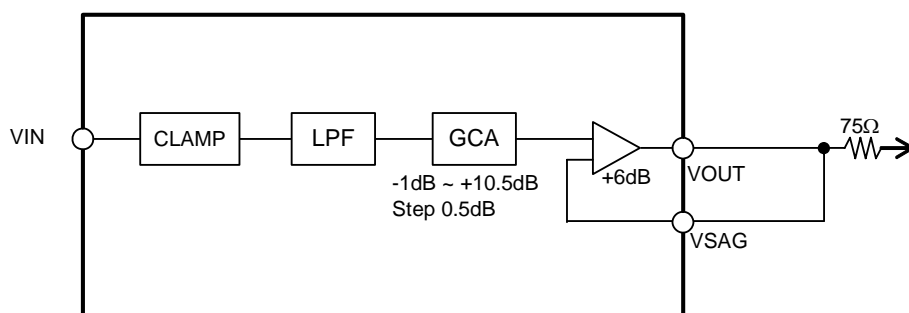 75Ω
VIN
CLAMP
LPF
GCA
+6dB
VOUT
-1dB ~ +10.5dB
Step 0.5dB
VSAG